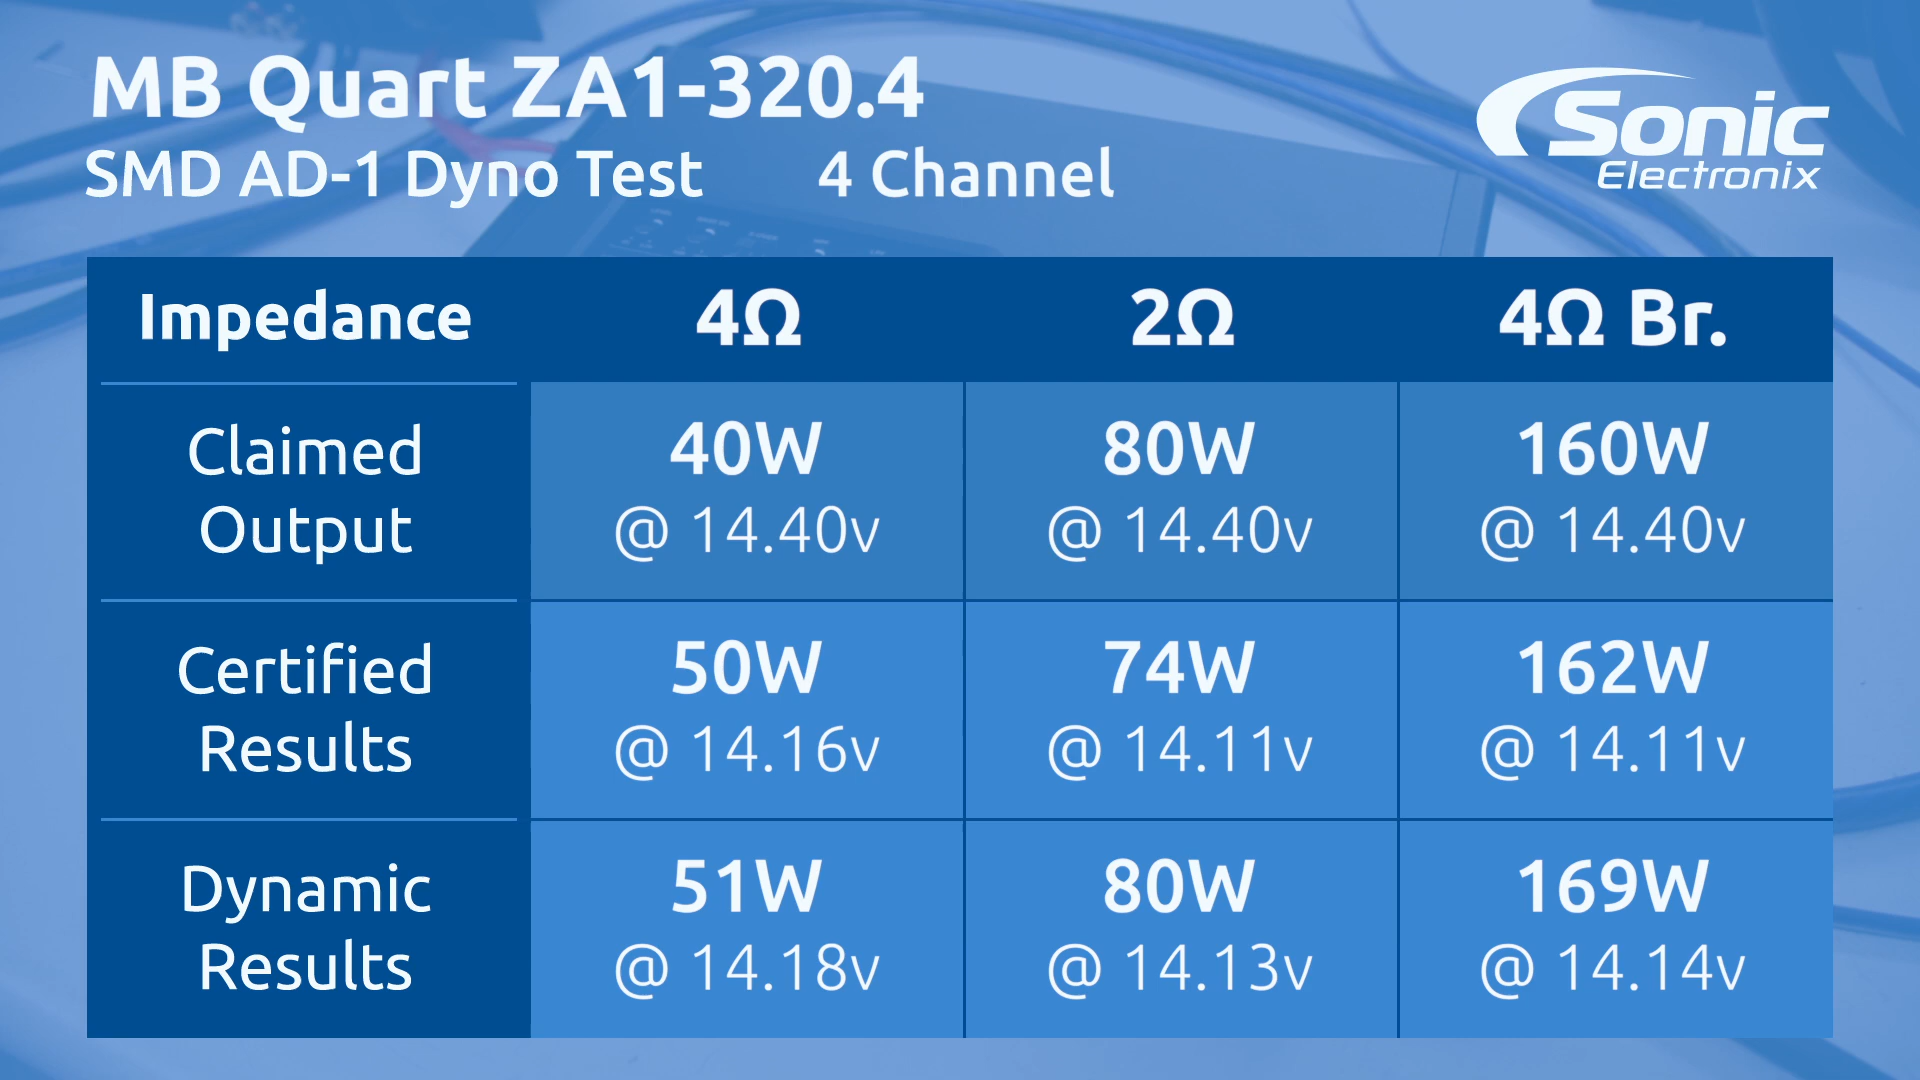 MB Quart ZA1-320.4
SMD AD-1 Dyno Test 4 Channel
Sonic
Electronix
Impedance 4Ω 2Ω 4Ω Br.
Claimed Output 40W @ 14.40v 80W @ 14.40v 160W @ 14.40v
Certified Results 50W @ 14.16v 74W @ 14.11v 162W @ 14.11v
Dynamic Results 51W @ 14.18v 80W @ 14.13v 169W @ 14.14v